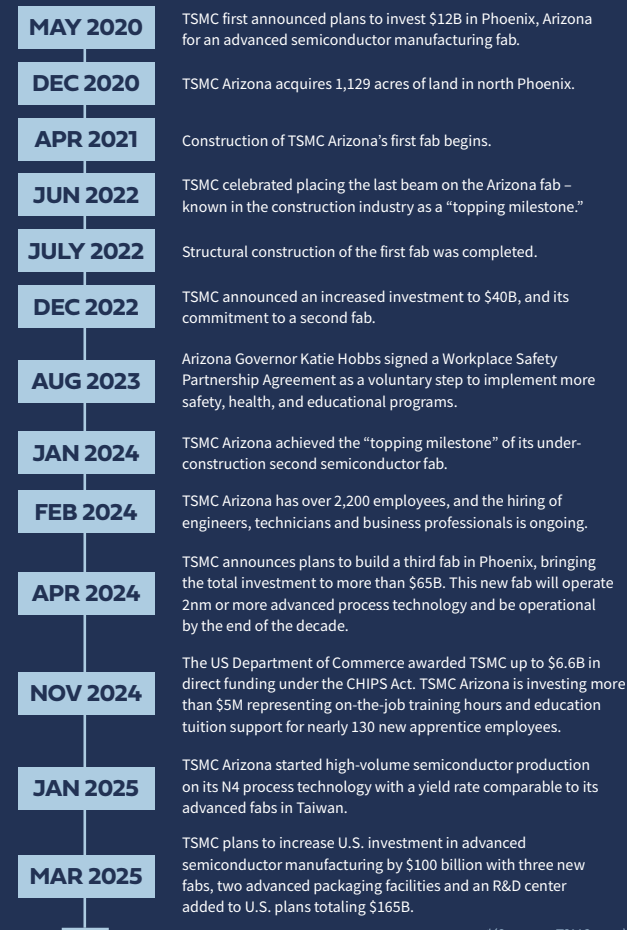 MAY 2020
TSMC first announced plans to invest $12B in Phoenix, Arizona
for an advanced semiconductor manufacturing fab.
DEC 2020
TSMC Arizona acquires 1,129 acres of land in north Phoenix.
APR 2021
Construction of TSMC Arizona's first fab begins.
JUN 2022
TSMC celebrated placing the last beam on the Arizona fab –
known in the construction industry as a “topping milestone.”
JULY 2022
Structural construction of the first fab was completed.
DEC 2022
TSMC announced an increased investment to $40B, and its
commitment to a second fab.
AUG 2023
Arizona Governor Katie Hobbs signed a Workplace Safety
Partnership Agreement as a voluntary step to implement more
safety, health, and educational programs.
JAN 2024
TSMC Arizona achieved the “topping milestone” of its under-
construction second semiconductor fab.
FEB 2024
TSMC Arizona has over 2,200 employees, and the hiring of
engineers, technicians and business professionals is ongoing.
APR 2024
TSMC announces plans to build a third fab in Phoenix, bringing
the total investment to more than $65B. This new fab will operate
2nm or more advanced process technology and be operational
by the end of the decade.
NOV 2024
The US Department of Commerce awarded TSMC up to $6.6B in
direct funding under the CHIPS Act. TSMC Arizona is investing more
than $5M representing on-the-job training hours and education
tuition support for nearly 130 new apprentice employees.
JAN 2025
TSMC Arizona started high-volume semiconductor production
on its N4 process technology with a yield rate comparable to its
advanced fabs in Taiwan.
MAR 2025
TSMC plans to increase U.S. investment in advanced
semiconductor manufacturing by $100 billion with three new
fabs, two advanced packaging facilities and an R&D center
added to U.S. plans totaling $165B.